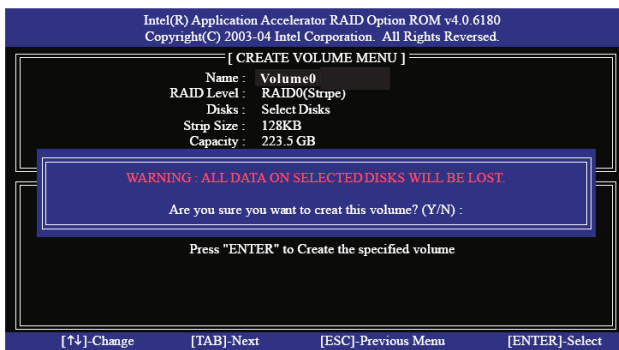 Intel(R) Application Accelerator RAID Option ROM v4.0.6180
Copyright(C) 2003-04 Intel Corporation. All Rights Reversed.
[ CREATE VOLUME MENU ]
Name : Volume0
RAID Level : RAID0(Stripe)
Disks : Select Disks
Strip Size : 128KB
Capacity : 223.5 GB
WARNING : ALL DATA ON SELECTED DISKS WILL BE LOST.
Are you sure you want to creat this volume? (Y/N) :
Press "ENTER" to Create the specified volume
[↑↓]-Change [TAB]-Next [ESC]-Previous Menu [ENTER]-Select